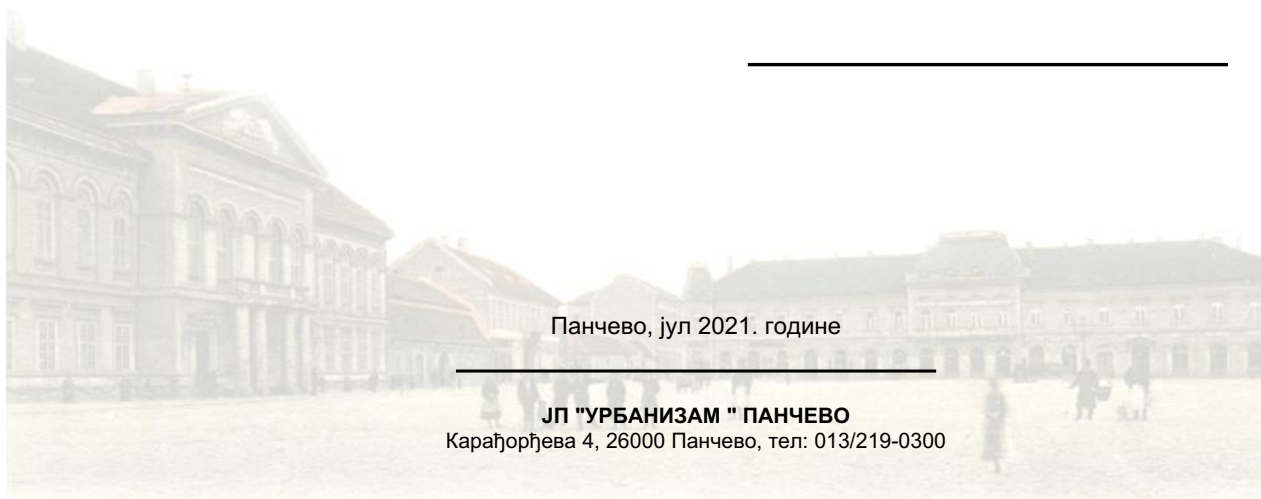 Панчево, јул 2021. године
ЈП "УРБАНИЗАМ " ПАНЧЕВО
Карађорђева 4, 26000 Панчево, тел: 013/219-0300